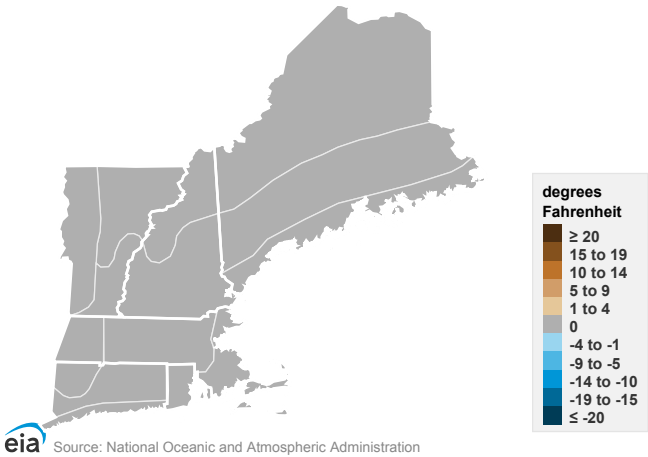 degrees
Fahrenheit
≥ 20
15 to 19
10 to 14
5 to 9
1 to 4
0
-4 to -1
-9 to -5
-14 to -10
-19 to -15
≤ -20
eia
Source: National Oceanic and Atmospheric Administration